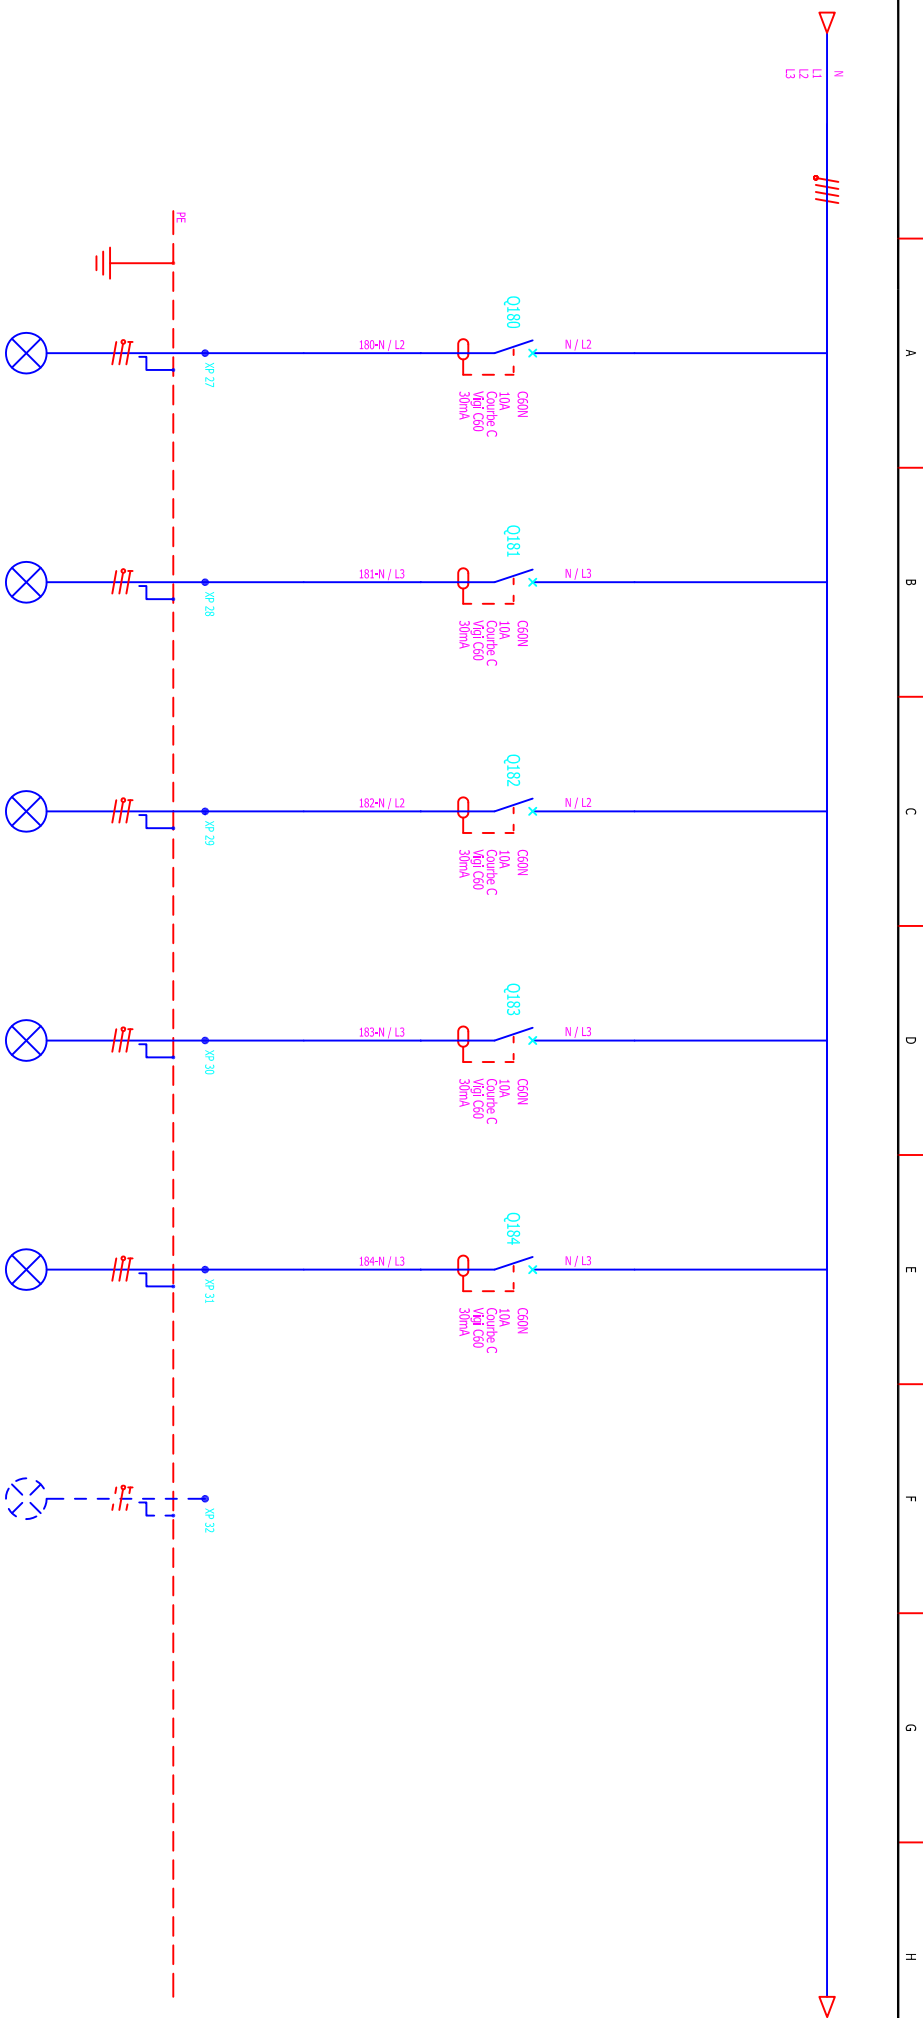 A
B
C
D
E
F
G
H
N
L1
L2
L3
N / L2
N / L3
N / L2
N / L3
N / L3
Q180
C60N
10A
Courbe C
Vigi C60
30mA
Q181
C60N
10A
Courbe C
Vigi C60
30mA
Q182
C60N
10A
Courbe C
Vigi C60
30mA
Q183
C60N
10A
Courbe C
Vigi C60
30mA
Q184
C60N
10A
Courbe C
Vigi C60
30mA
180-N / L2
181-N / L3
182-N / L2
183-N / L3
184-N / L3
PE
XP 27
XP 28
XP 29
XP 30
XP 31
XP 32